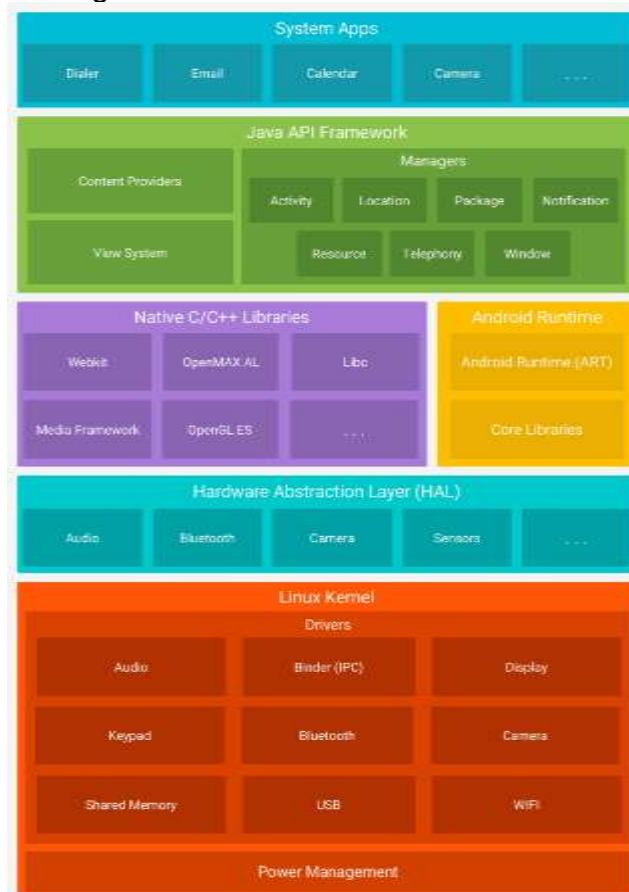 System Apps
Dialer Email Calendar Camera ...
Java API Framework
Content Providers
View System
Managers
Activity Location Package Notification
Resource Telephony Window
Native C/C++ Libraries
Webkit OpenMAX AL Libc
Media Framework OpenGL ES ...
Android Runtime
Android Runtime (ART)
Core Libraries
Hardware Abstraction Layer (HAL)
Audio Bluetooth Camera Sensors ...
Linux Kernel
Drivers
Audio Binder (IPC) Display
Keypad Bluetooth Camera
Shared Memory USB WIFI
Power Management